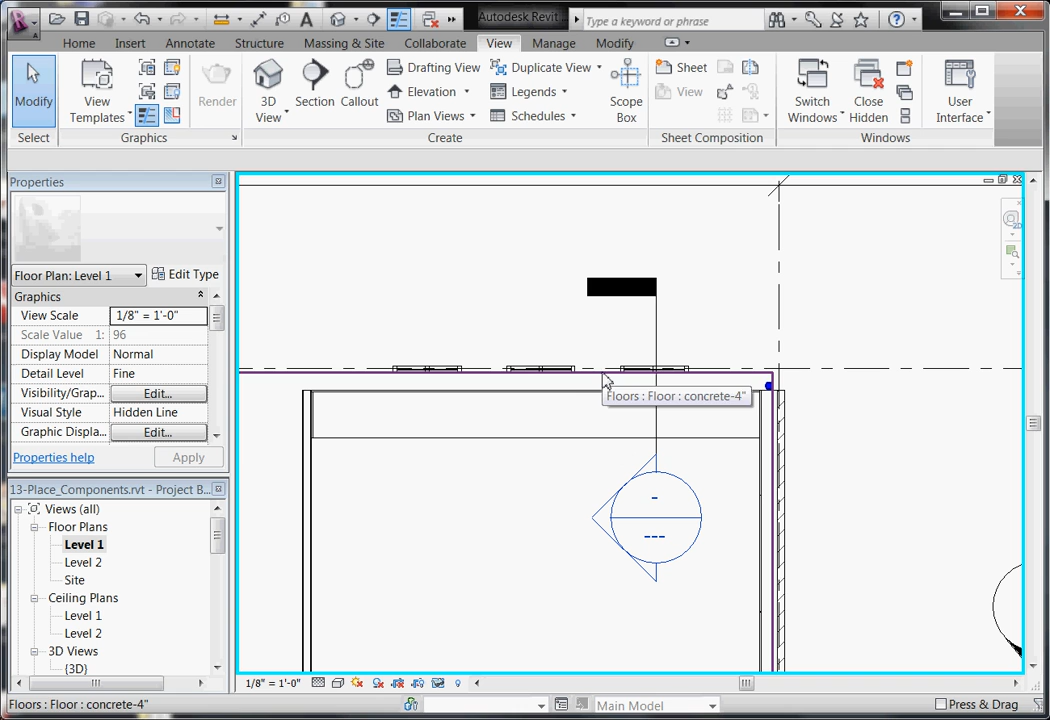 Autodesk Revit...
Type a keyword or phrase
Home Insert Annotate Structure Massing & Site Collaborate View Manage Modify
Modify
View Templates
Render
3D View
Section
Callout
Drafting View
Elevation
Plan Views
Duplicate View
Legends
Schedules
Scope Box
Sheet
View
Switch Windows
Close Hidden
User Interface
Select
Graphics
Create
Sheet Composition
Windows
Properties
Floor Plan: Level 1
Edit Type
Graphics
View Scale 1/8" = 1'-0"
Scale Value 1: 96
Display Model Normal
Detail Level Fine
Visibility/Grap... Edit...
Visual Style Hidden Line
Graphic Displa... Edit...
Properties help
Apply
13-Place_Components.rvt - Project B...
Views (all)
Floor Plans
Level 1
Level 2
Site
Ceiling Plans
Level 1
Level 2
3D Views
{3D}
Floors : Floor : concrete-4"
-
---
1/8" = 1'-0"
Floors : Floor : concrete-4"
Main Model
Press & Drag